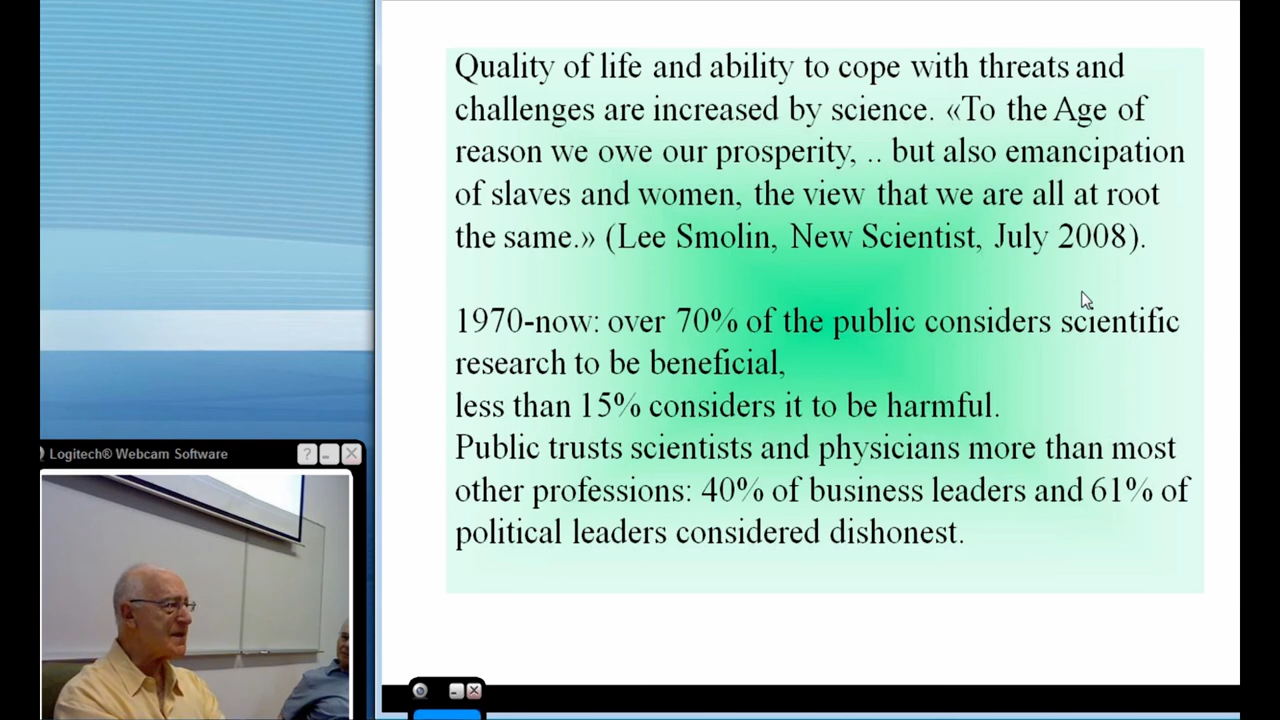 Quality of life and ability to cope with threats and
challenges are increased by science. «To the Age of
reason we owe our prosperity, .. but also emancipation
of slaves and women, the view that we are all at root
the same.» (Lee Smolin, New Scientist, July 2008).
1970-now: over 70% of the public considers scientific
research to be beneficial,
less than 15% considers it to be harmful.
Public trusts scientists and physicians more than most
other professions: 40% of business leaders and 61% of
political leaders considered dishonest.
Logitech® Webcam Software